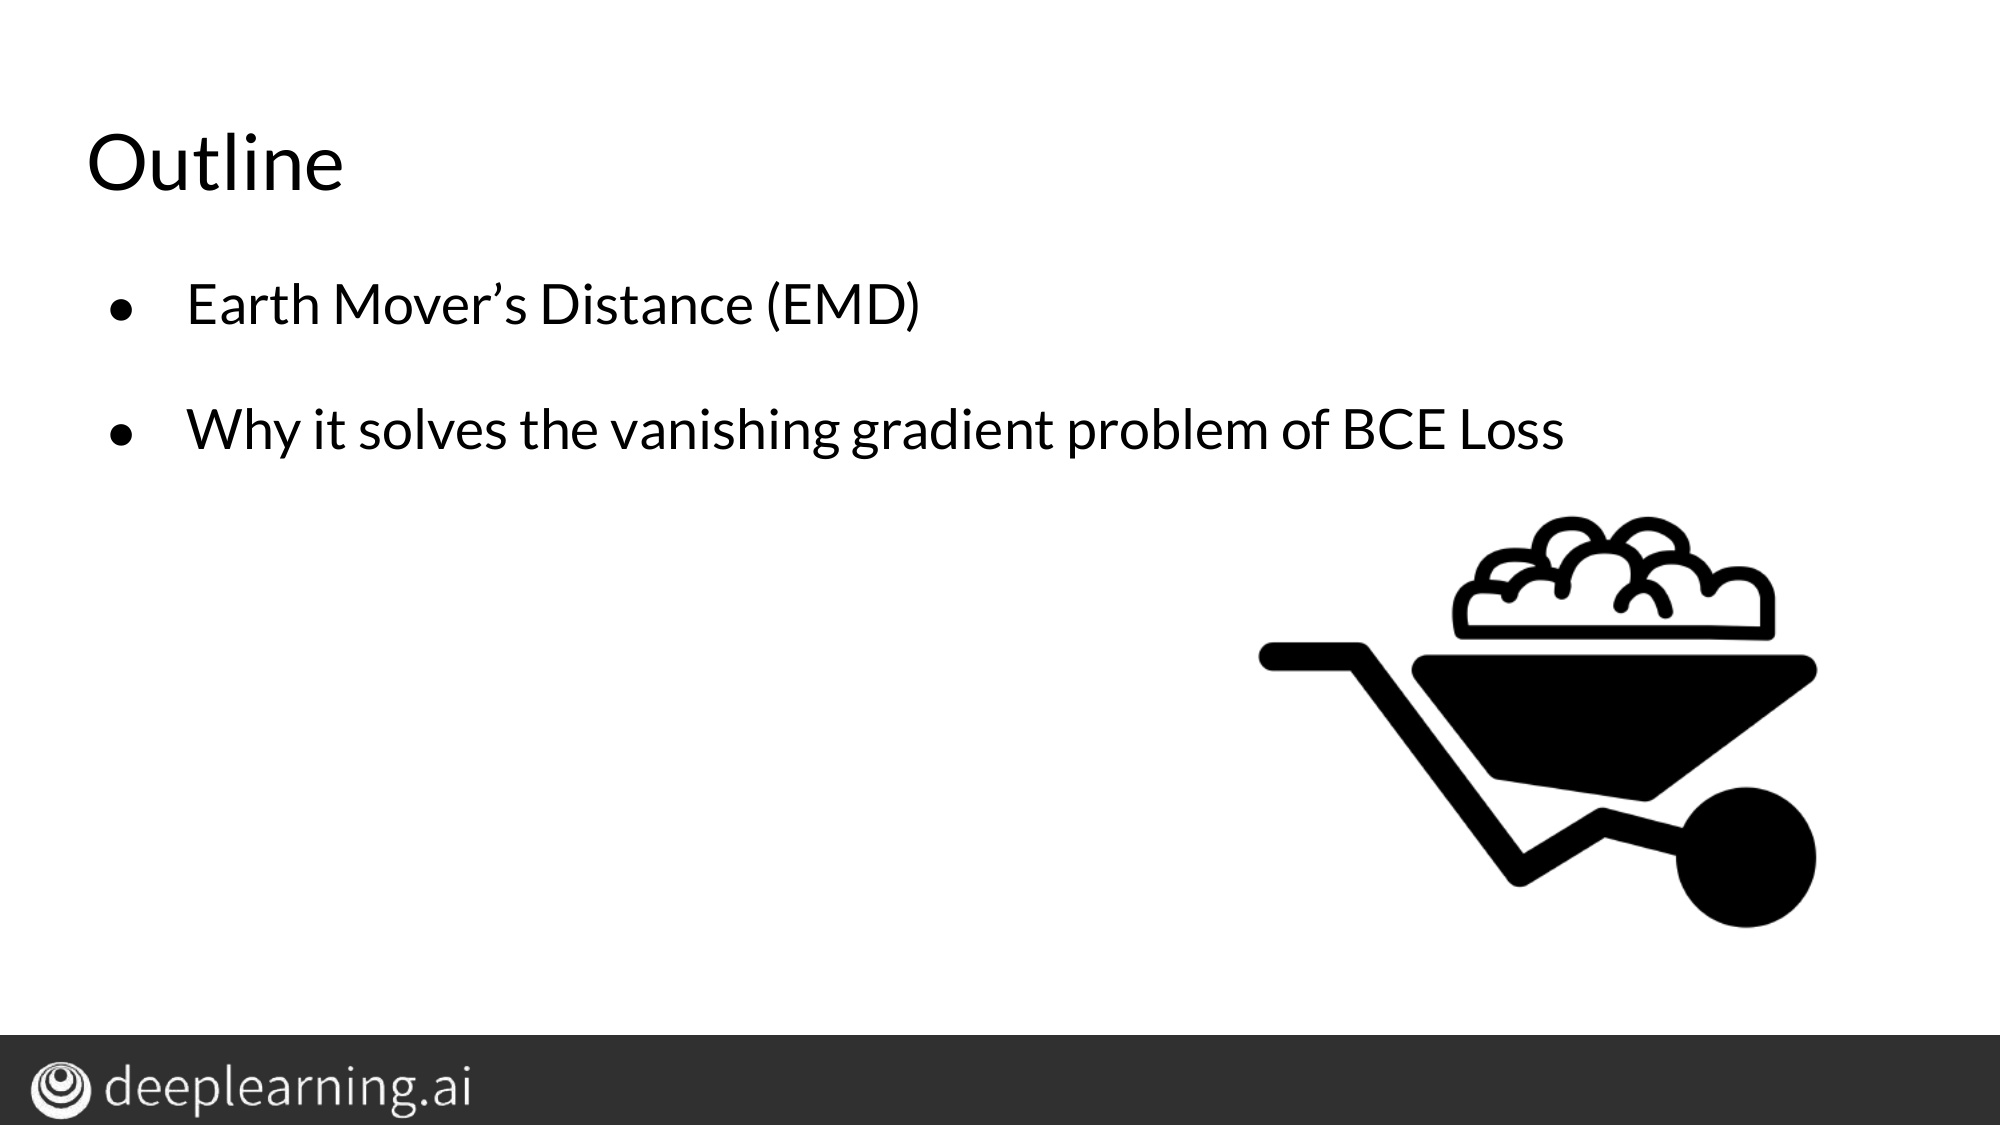 Outline
● Earth Mover’s Distance (EMD)
● Why it solves the vanishing gradient problem of BCE Loss
deeplearning.ai